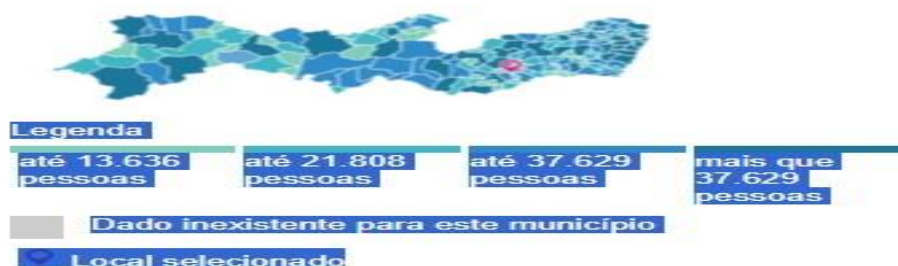 Legenda
até 13.636 pessoas
até 21.808 pessoas
até 37.629 pessoas
mais que 37.629 pessoas
Dado inexistente para este município
Local selecionado